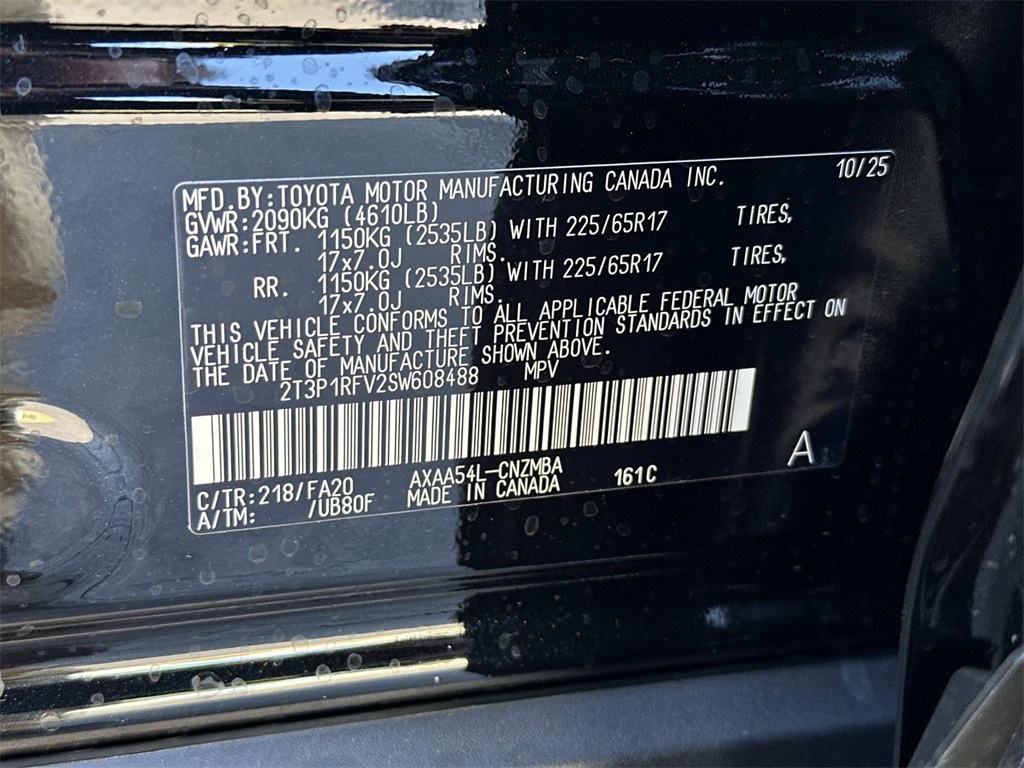 10/25
MFD.BY:TOYOTA MOTOR MANUFACTURING CANADA INC.
GVWR:2090KG (4610LB)
GAWR:FRT. 1150KG (2535LB) WITH 225/65R17 TIRES,
17x7.0J RIMS.
RR. 1150KG (2535LB) WITH 225/65R17 TIRES,
17x7.0J RIMS.
THIS VEHICLE CONFORMS TO ALL APPLICABLE FEDERAL MOTOR
VEHICLE SAFETY AND THEFT PREVENTION STANDARDS IN EFFECT ON
THE DATE OF MANUFACTURE SHOWN ABOVE.
2T3P1RFV2SW608488 MPV
A
C/TR:218/FA20 AXAA54L-CNZMBA 161C
A/TM: /UB80F MADE IN CANADA